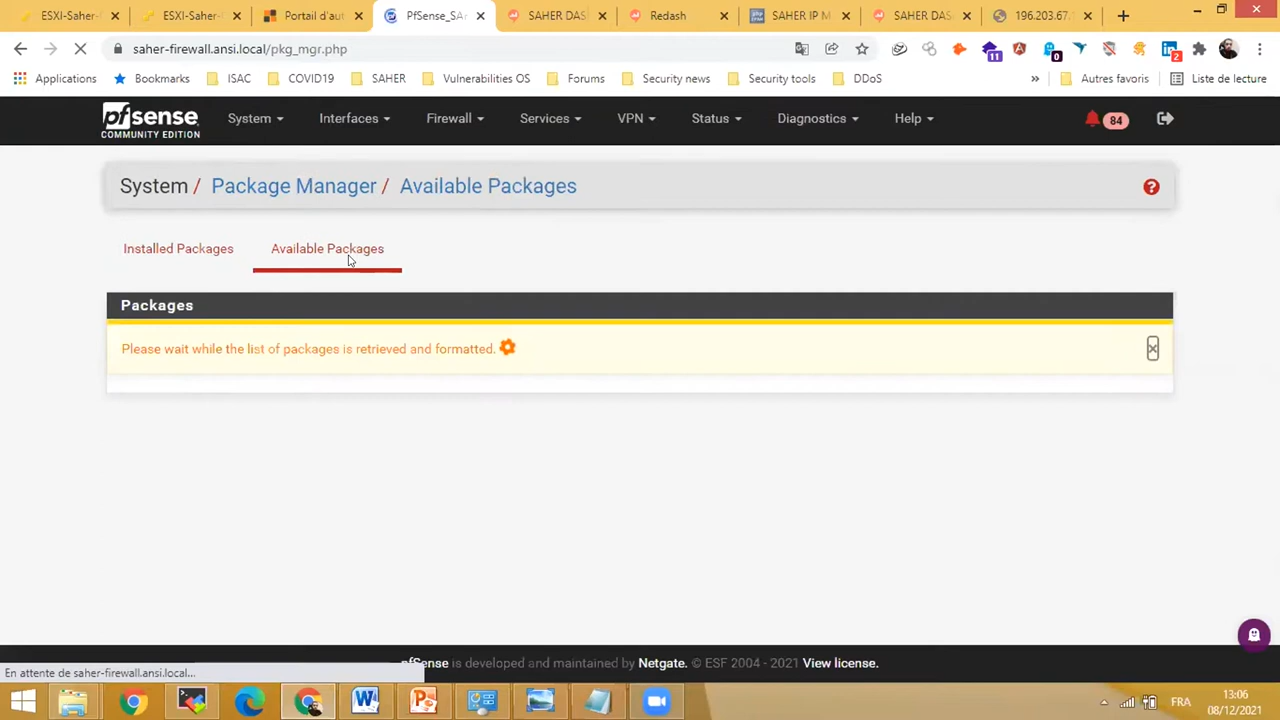 ESXI-Saher-
ESXI-Saher-
Portail d'aut
PfSense_SAH
SAHER DAS
Redash
SAHER IP M
SAHER DAS
196.203.67.
saher-firewall.ansi.local/pkg_mgr.php
11
0
2
Applications
Bookmarks
ISAC
COVID19
SAHER
Vulnerabilities OS
Forums
Security news
Security tools
DDoS
»
Autres favoris
Liste de lecture
pfsense
COMMUNITY EDITION
System
Interfaces
Firewall
Services
VPN
Status
Diagnostics
Help
84
System / Package Manager / Available Packages
Installed Packages
Available Packages
Packages
Please wait while the list of packages is retrieved and formatted.
pfSense is developed and maintained by Netgate. © ESF 2004 - 2021 View license.
En attente de saher-firewall.ansi.local...
FR
13:06
08/12/2021